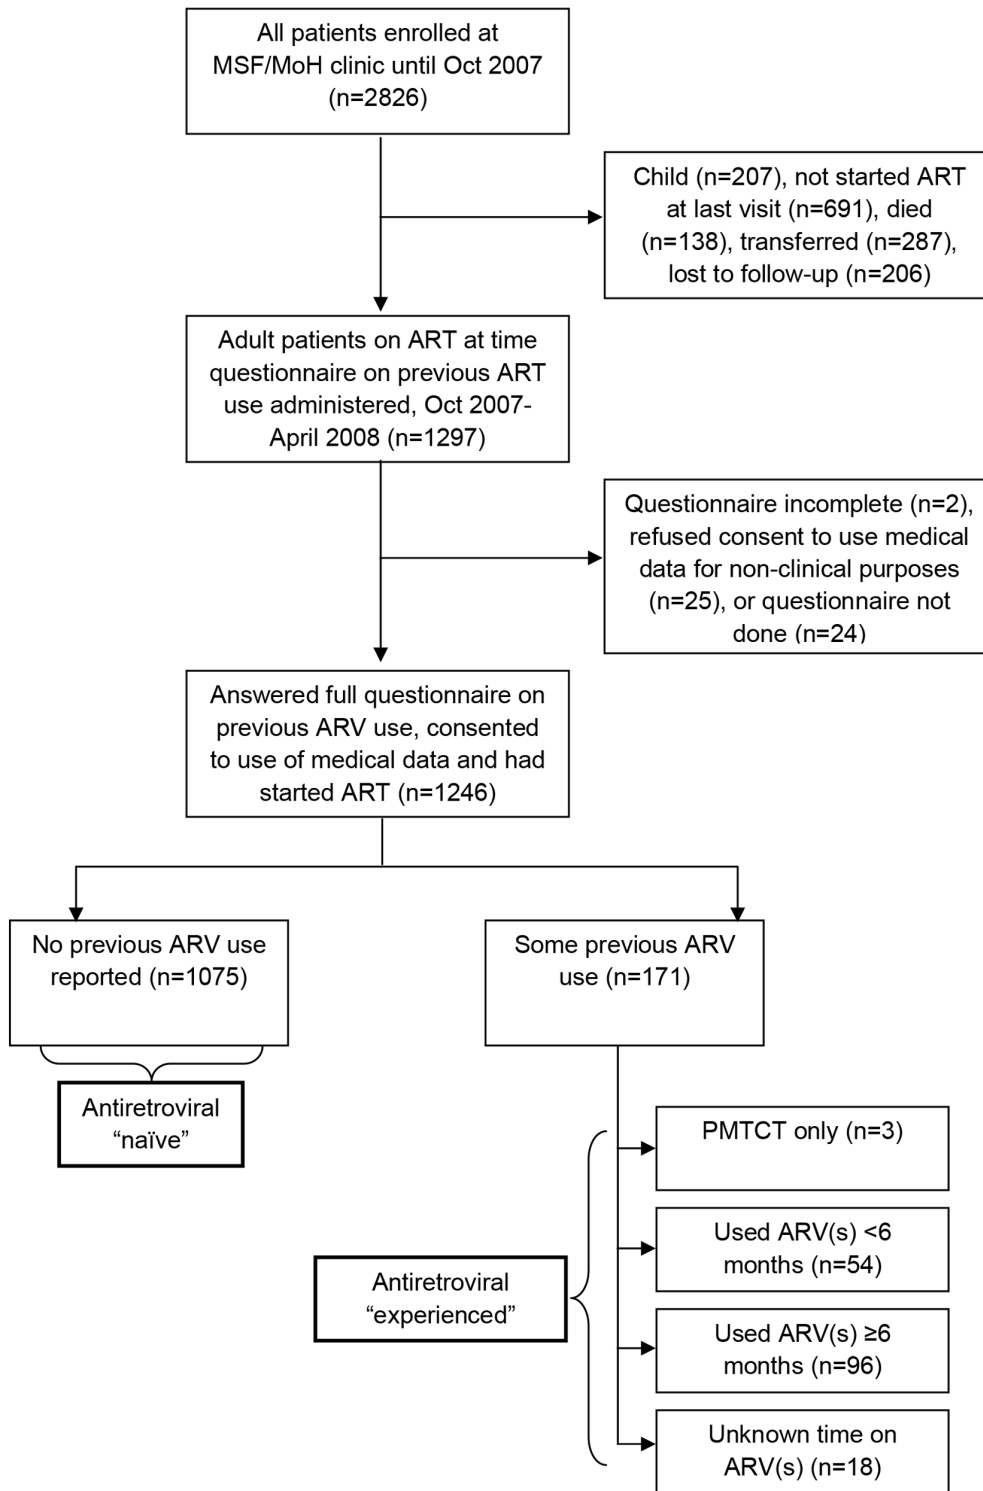 All patients enrolled at
MSF/MoH clinic until Oct 2007
(n=2826)
Child (n=207), not started ART
at last visit (n=691), died
(n=138), transferred (n=287),
lost to follow-up (n=206)
Adult patients on ART at time
questionnaire on previous ART
use administered, Oct 2007-
April 2008 (n=1297)
Questionnaire incomplete (n=2),
refused consent to use medical
data for non-clinical purposes
(n=25), or questionnaire not
done (n=24)
Answered full questionnaire on
previous ARV use, consented
to use of medical data and had
started ART (n=1246)
No previous ARV use
reported (n=1075)
Some previous ARV
use (n=171)
Antiretroviral
“naïve”
PMTCT only (n=3)
Used ARV(s) <6
months (n=54)
Antiretroviral
“experienced”
Used ARV(s) ≥6
months (n=96)
Unknown time on
ARV(s) (n=18)